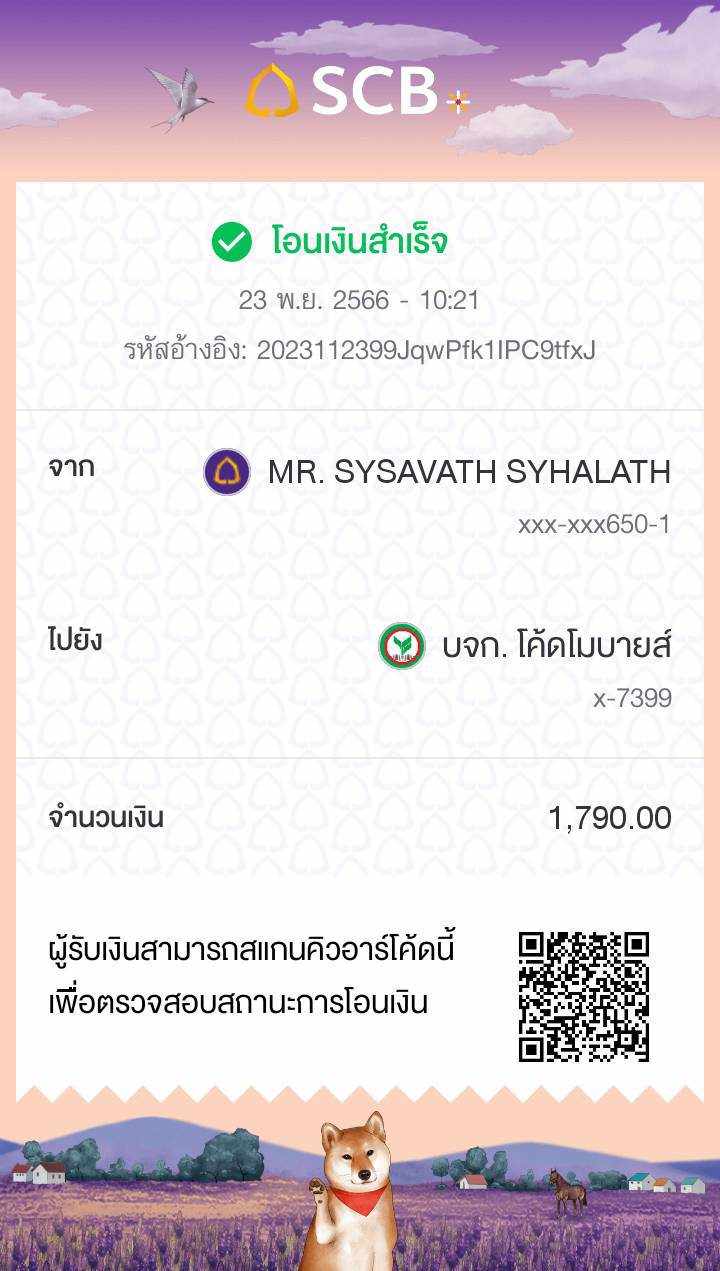 SCB
โอนเงินสำเร็จ
23 พ.ย. 2566 - 10:21
รหัสอ้างอิง: 2023112399JqwPfk1IPC9tfxJ
จาก MR. SYSAVATH SYHALATH
xxx-xxx650-1
ไปยัง บจก. โค้ดโมบายส์
x-7399
จำนวนเงิน 1,790.00
ผู้รับเงินสามารถสแกนคิวอาร์โค้ดนี้
เพื่อตรวจสอบสถานะการโอนเงิน